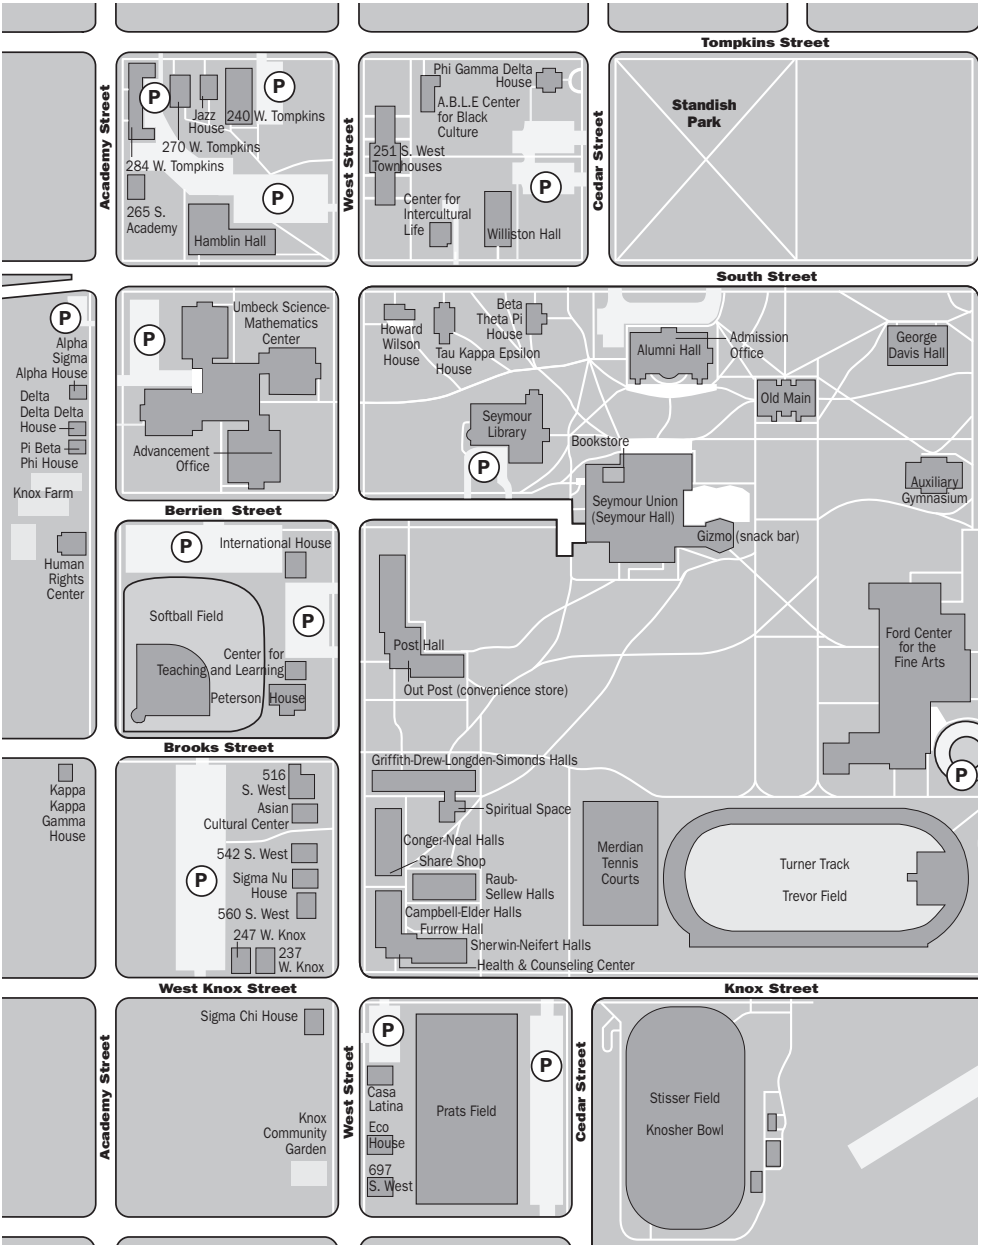 Tompkins Street
Academy Street
West Street
Cedar Street
P
P
Jazz
House
240 W. Tompkins
270 W. Tompkins
284 W. Tompkins
265 S.
Academy
P
Hamblin Hall
Phi Gamma Delta
House
A.B.L.E Center
for Black
Culture
251 S. West
Townhouses
P
Center for
Intercultural
Life
Williston Hall
Standish
Park
South Street
P
Alpha
Sigma
Alpha House
Delta
Delta Delta
House
Pi Beta
Phi House
Knox Farm
Human
Rights
Center
P
Umbeck Science-
Mathematics
Center
Advancement
Office
Howard
Wilson
House
Tau Kappa Epsilon
House
Beta
Theta Pi
House
Alumni Hall
Admission
Office
George
Davis Hall
Old Main
Seymour
Library
P
Bookstore
Seymour Union
(Seymour Hall)
Gizmo (snack bar)
Auxiliary
Gymnasium
Berrien Street
P
International House
Softball Field
P
Center for
Teaching and Learning
Peterson House
Post Hall
Out Post (convenience store)
Ford Center
for the
Fine Arts
P
Brooks Street
Kappa
Kappa
Gamma
House
516
S. West
Asian
Cultural Center
542 S. West
P
Sigma Nu
House
560 S. West
247 W. Knox
237
W. Knox
Griffith-Drew-Longden-Simonds Halls
Spiritual Space
Conger-Neal Halls
Share Shop
Raub-
Sellew Halls
Campbell-Elder Halls
Furrow Hall
Sherwin-Neifert Halls
Health & Counseling Center
Merdian
Tennis
Courts
Turner Track
Trevor Field
West Knox Street
Knox Street
Academy Street
West Street
Cedar Street
Sigma Chi House
Knox
Community
Garden
P
Casa
Latina
Eco
House
697
S. West
Prats Field
P
Stisser Field
Knosher Bowl